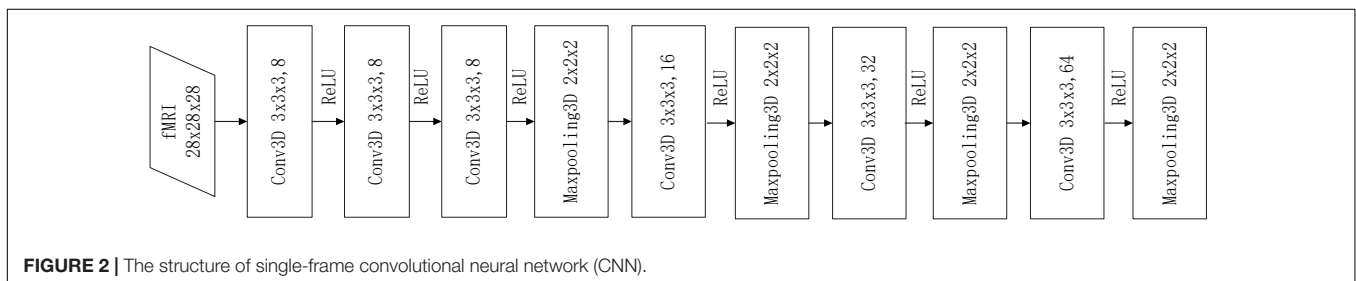 fMRI
28x28x28
Conv3D 3x3x3,8
ReLU
Conv3D 3x3x3,8
ReLU
Conv3D 3x3x3,8
ReLU
Maxpooling3D 2x2x2
Conv3D 3x3x3,16
ReLU
Maxpooling3D 2x2x2
Conv3D 3x3x3,32
ReLU
Maxpooling3D 2x2x2
Conv3D 3x3x3,64
ReLU
Maxpooling3D 2x2x2
FIGURE 2 | The structure of single-frame convolutional neural network (CNN).